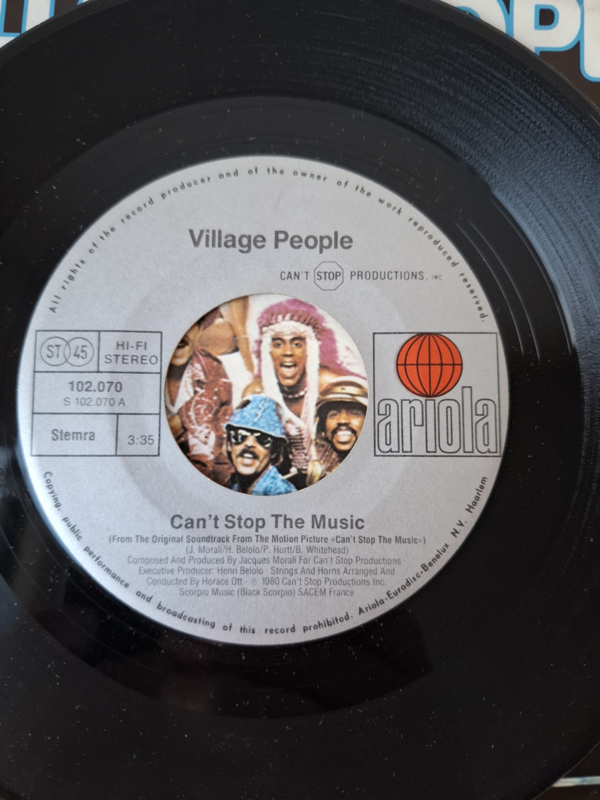 All rights of the record producer and of the owner of the work reproduced reserved.
Village People
CAN'T STOP PRODUCTIONS, INC
ST 45
HI-FI
STEREO
102.070
S 102.070 A
Stemra
3:35
ariola
Can't Stop The Music
(From The Original Soundtrack From The Motion Picture »Can't Stop The Music«)
(J. Morali/H. Belolo/P. Hurtt/B. Whitehead)
Composed And Produced By Jacques Morali For Can't Stop Productions
Executive Producer: Henri Belolo · Strings And Horns Arranged And
Conducted By Horace Ott · ℗ 1980 Can't Stop Productions Inc.
Scorpio Music (Black Scorpio) SACEM France
Copying, public performance and broadcasting of this record prohibited. Ariola-Eurodisc-Benelux N.V. Haarlem